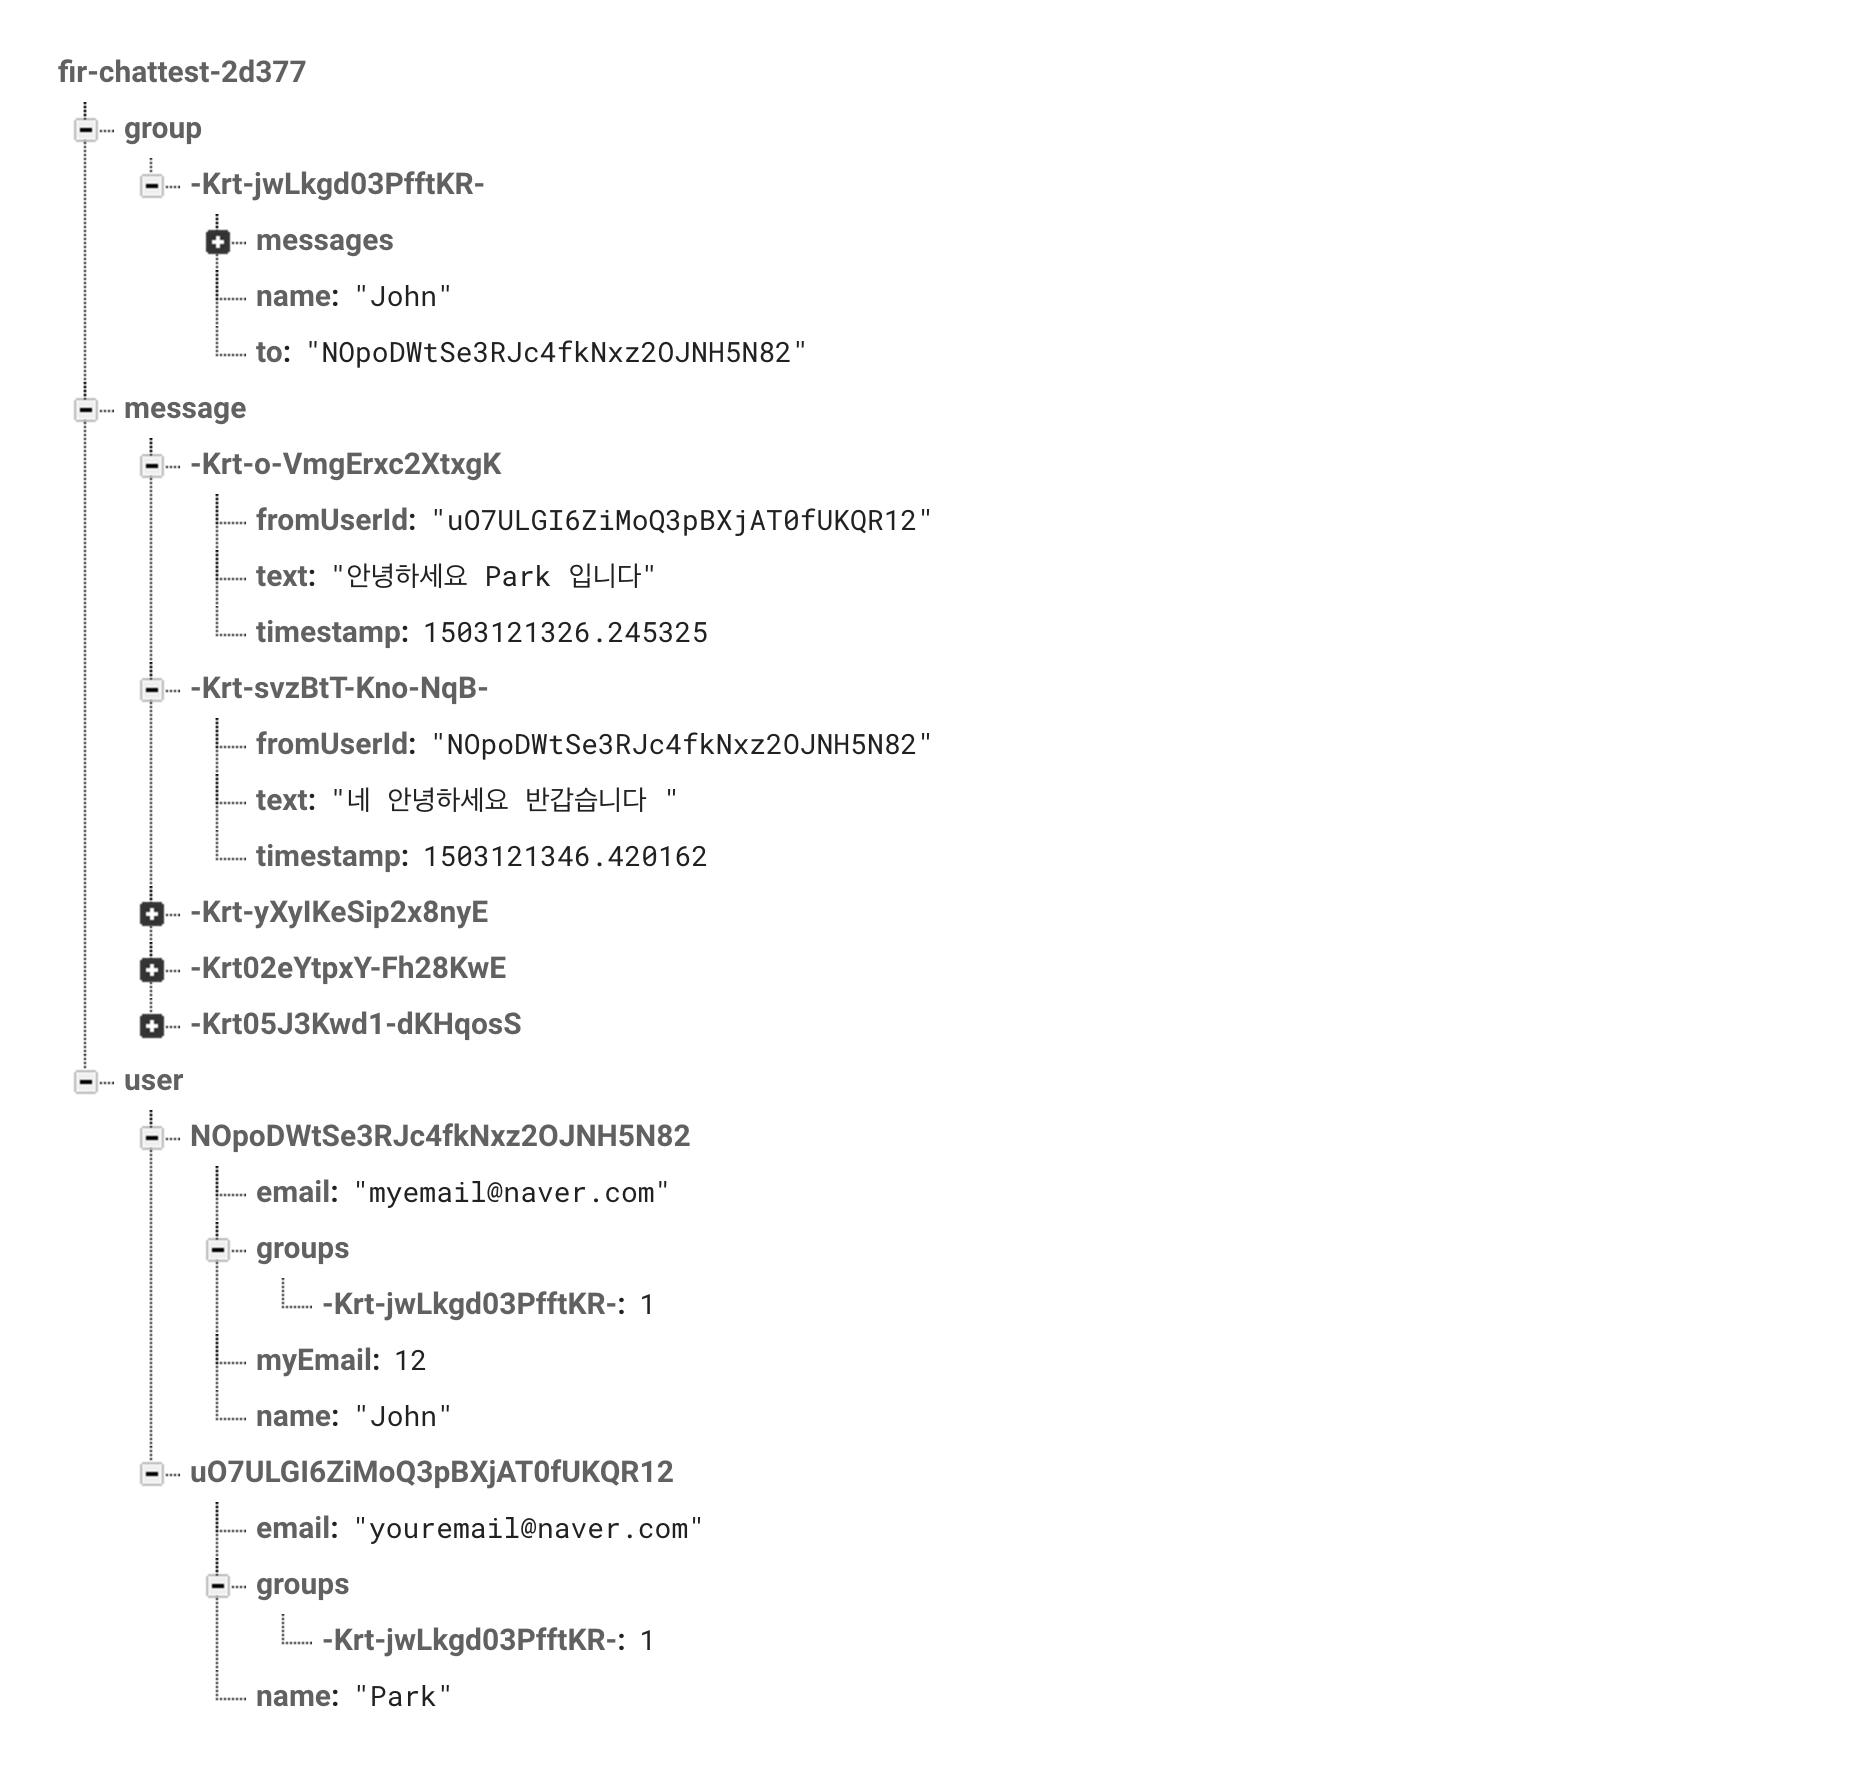 fir-chattest-2d377
group
-Krt-jwLkgd03PfftKR-
messages
name: "John"
to: "NOpoDWtSe3RJc4fkNxz2OJNH5N82"
message
-Krt-o-VmgErxc2XtxgK
fromUserId: "uO7ULGI6ZiMoQ3pBXjAT0fUKQR12"
text: "안녕하세요 Park 입니다"
timestamp: 1503121326.245325
-Krt-svzBtT-Kno-NqB-
fromUserId: "NOpoDWtSe3RJc4fkNxz2OJNH5N82"
text: "네 안녕하세요 반갑습니다 "
timestamp: 1503121346.420162
-Krt-yXyIKeSip2x8nyE
-Krt02eYtpxY-Fh28KwE
-Krt05J3Kwd1-dKHqosS
user
NOpoDWtSe3RJc4fkNxz2OJNH5N82
email: "myemail@naver.com"
groups
-Krt-jwLkgd03PfftKR-: 1
myEmail: 12
name: "John"
uO7ULGI6ZiMoQ3pBXjAT0fUKQR12
email: "youremail@naver.com"
groups
-Krt-jwLkgd03PfftKR-: 1
name: "Park"